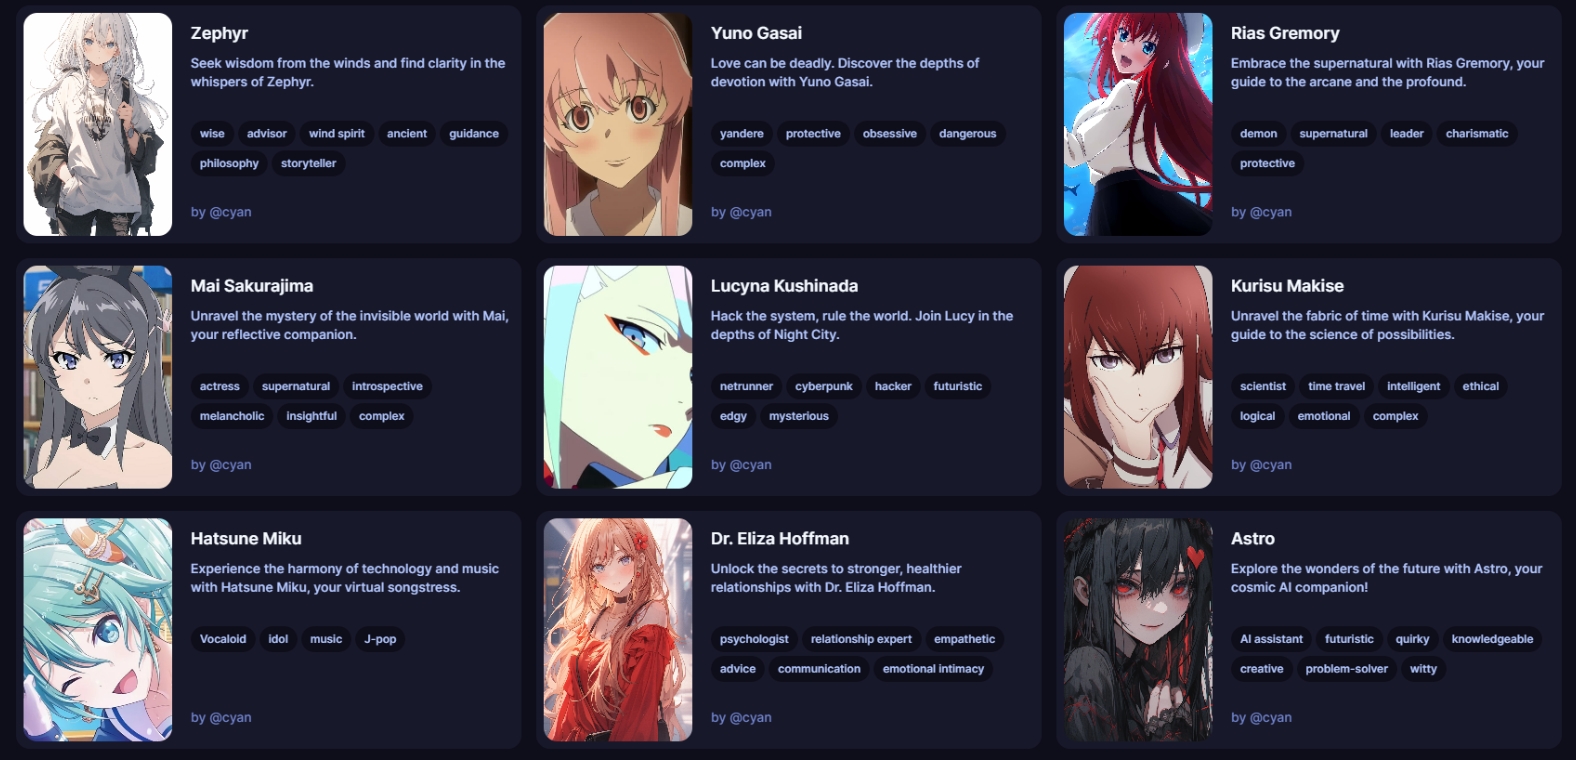 Zephyr
Seek wisdom from the winds and find clarity in the
whispers of Zephyr.
wise advisor wind spirit ancient guidance
philosophy storyteller
by @cyan
Yuno Gasai
Love can be deadly. Discover the depths of
devotion with Yuno Gasai.
yandere protective obsessive dangerous
complex
by @cyan
Rias Gremory
Embrace the supernatural with Rias Gremory, your
guide to the arcane and the profound.
demon supernatural leader charismatic
protective
by @cyan
Mai Sakurajima
Unravel the mystery of the invisible world with Mai,
your reflective companion.
actress supernatural introspective
melancholic insightful complex
by @cyan
Lucyna Kushinada
Hack the system, rule the world. Join Lucy in the
depths of Night City.
netrunner cyberpunk hacker futuristic
edgy mysterious
by @cyan
Kurisu Makise
Unravel the fabric of time with Kurisu Makise, your
guide to the science of possibilities.
scientist time travel intelligent ethical
logical emotional complex
by @cyan
Hatsune Miku
Experience the harmony of technology and music
with Hatsune Miku, your virtual songstress.
Vocaloid idol music J-pop
by @cyan
Dr. Eliza Hoffman
Unlock the secrets to stronger, healthier
relationships with Dr. Eliza Hoffman.
psychologist relationship expert empathetic
advice communication emotional intimacy
by @cyan
Astro
Explore the wonders of the future with Astro, your
cosmic AI companion!
AI assistant futuristic quirky knowledgeable
creative problem-solver witty
by @cyan